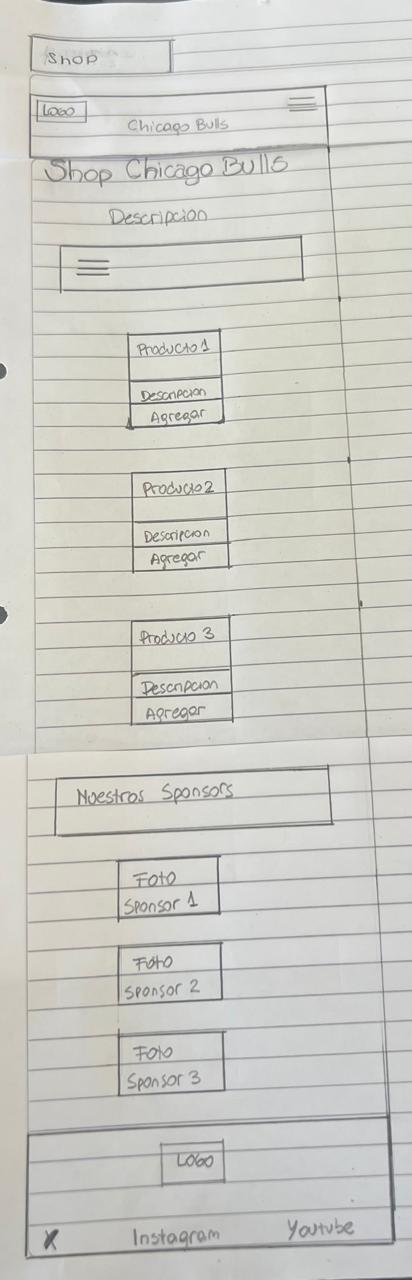 Shop
Logo
Chicago Bulls
Shop Chicago Bulls
Descripcion
Producto 1
Descripcion
Agregar
Producto 2
Descripcion
Agregar
Producto 3
Descripcion
Agregar
Nuestros Sponsors
Foto
Sponsor 1
Foto
Sponsor 2
Foto
Sponsor 3
LOGO
X Instagram Youtube